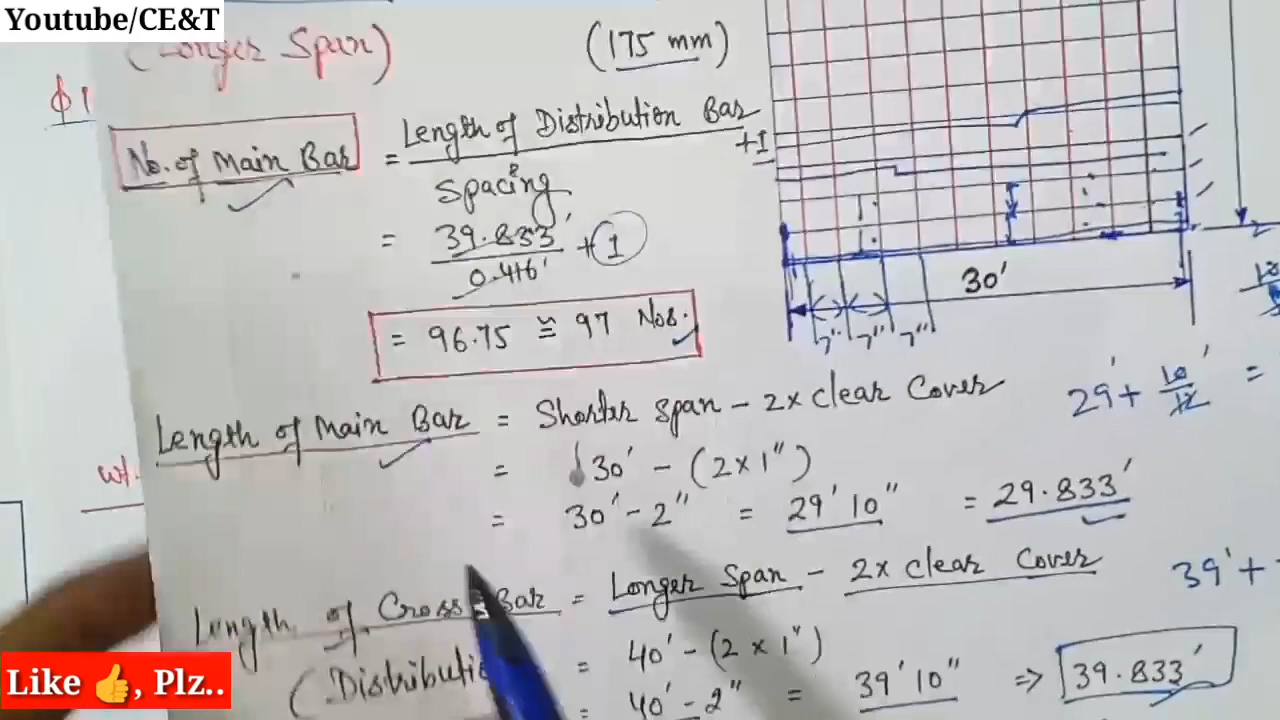 Youtube/CE&T
(Longer Span)
(175 mm)
ϕ1
No. of Main Bar = Length of Distribution Bar / Spacing +1
= 39.833' / 0.416' + 1
= 96.75 ≅ 97 Nos.
30'
7" 7" 7"
Length of Main Bar = Shorter Span - 2x clear Cover
= 30' - (2x1")
= 30' - 2" = 29' 10" = 29.833'
29' + 10'/12 =
wt.
Length of Cross Bar = Longer Span - 2x clear Cover
39' +
(Distributi
= 40' - (2x1")
= 40' - 2" = 39' 10" ⇒ 39.833'
Like 👍, Plz..